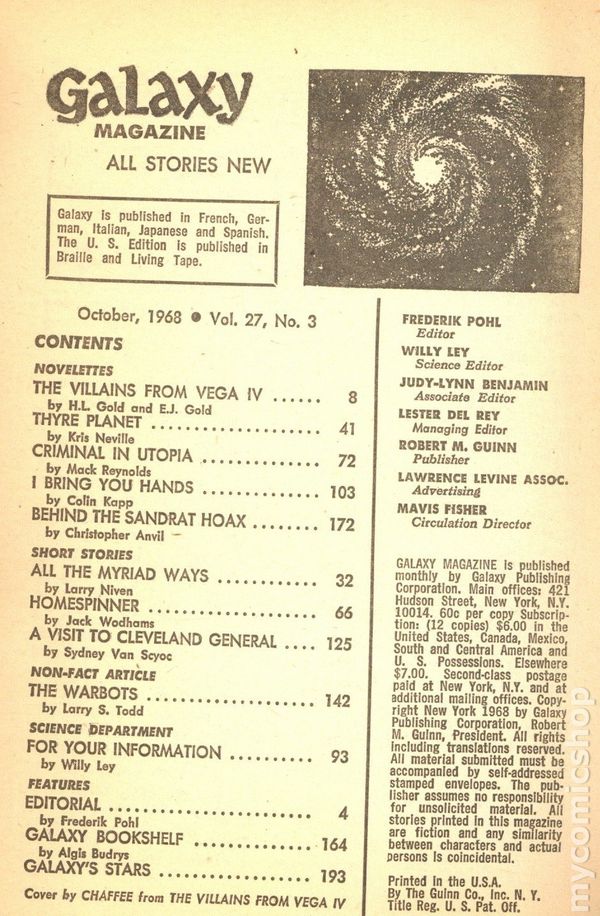 Galaxy
MAGAZINE
ALL STORIES NEW
Galaxy is published in French, Ger-
man, Italian, Japanese and Spanish.
The U. S. Edition is published in
Braille and Living Tape.
October, 1968 ● Vol. 27, No. 3
CONTENTS
NOVELETTES
THE VILLAINS FROM VEGA IV ...... 8
by H.L. Gold and E.J. Gold
THYRE PLANET .................. 41
by Kris Neville
CRIMINAL IN UTOPIA ............ 72
by Mack Reynolds
I BRING YOU HANDS ............ 103
by Colin Kapp
BEHIND THE SANDRAT HOAX ........ 172
by Christopher Anvil
SHORT STORIES
ALL THE MYRIAD WAYS ........... 32
by Larry Niven
HOMESPINNER .................. 66
by Jack Wodhams
A VISIT TO CLEVELAND GENERAL .... 125
by Sydney Van Scyoc
NON-FACT ARTICLE
THE WARBOTS .................. 142
by Larry S. Todd
SCIENCE DEPARTMENT
FOR YOUR INFORMATION .......... 93
by Willy Ley
FEATURES
EDITORIAL ...................... 4
by Frederik Pohl
GALAXY BOOKSHELF ............. 164
by Algis Budrys
GALAXY'S STARS ................ 193
Cover by CHAFFEE from THE VILLAINS FROM VEGA IV
FREDERIK POHL
Editor
WILLY LEY
Science Editor
JUDY-LYNN BENJAMIN
Associate Editor
LESTER DEL REY
Managing Editor
ROBERT M. GUINN
Publisher
LAWRENCE LEVINE ASSOC.
Advertising
MAVIS FISHER
Circulation Director
GALAXY MAGAZINE is published
monthly by Galaxy Publishing
Corporation. Main offices: 421
Hudson Street, New York, N.Y.
10014. 60c per copy Subscrip-
tion: (12 copies) $6.00 in the
United States, Canada, Mexico,
South and Central America and
U. S. Possessions. Elsewhere
$7.00. Second-class postage
paid at New York, N.Y. and at
additional mailing offices. Copy-
right New York 1968 by Galaxy
Publishing Corporation, Robert
M. Guinn, President. All rights
including translations reserved.
All material submitted must be
accompanied by self-addressed
stamped envelopes. The pub-
lisher assumes no responsibility
for unsolicited material. All
stories printed in this magazine
are fiction and any similarity
between characters and actual
persons is coincidental.
Printed in the U.S.A.
By The Guinn Co., Inc. N. Y.
Title Reg. U. S. Pat. Off.
mycomicshop